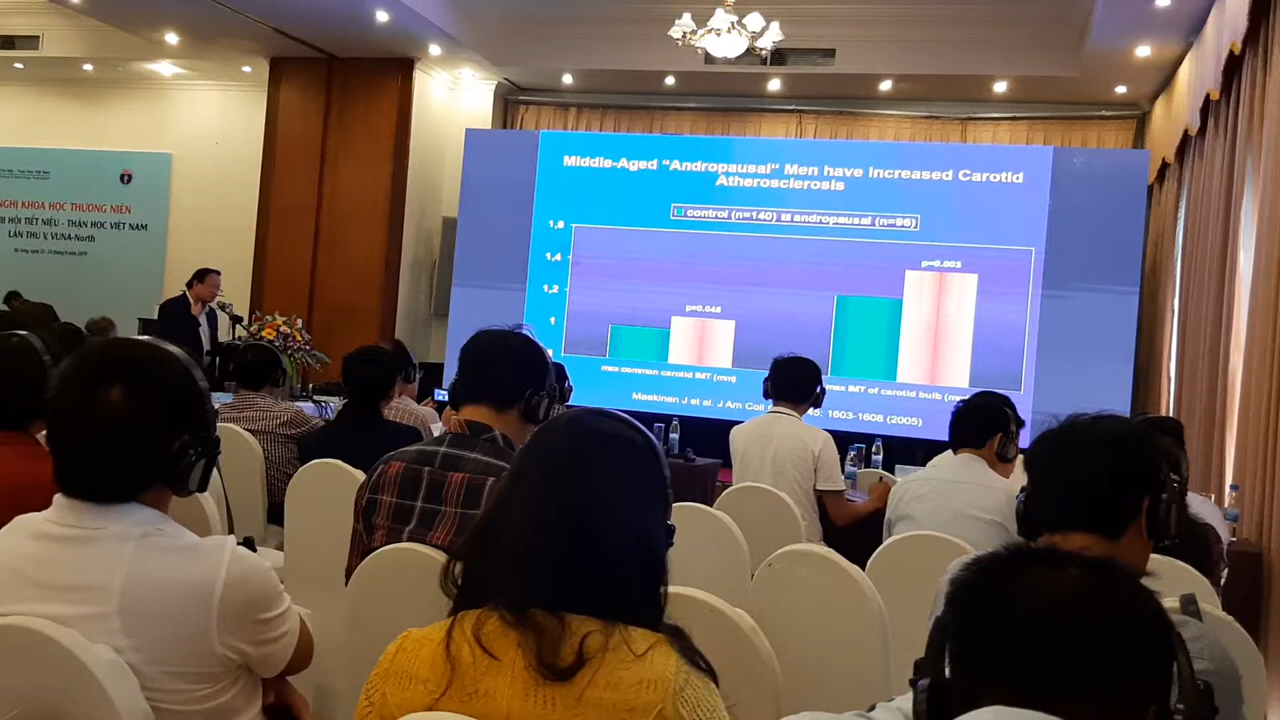 NGHỊ KHOA HỌC THƯỜNG NIÊN
HỘI TIẾT NIỆU - THẬN HỌC VIỆT NAM
LẦN THỨ V, VUNA-North
Middle-Aged “Andropausal“ Men have Increased Carotid
Atherosclerosis
control (n=140) andropausal (n=96)
1,6
1,4
1,2
1
p=0.003
p=0.048
max common carotid IMT (mm)
max IMT of carotid bulb
Maskinen J et al. J Am Coll 45: 1603-1608 (2005)